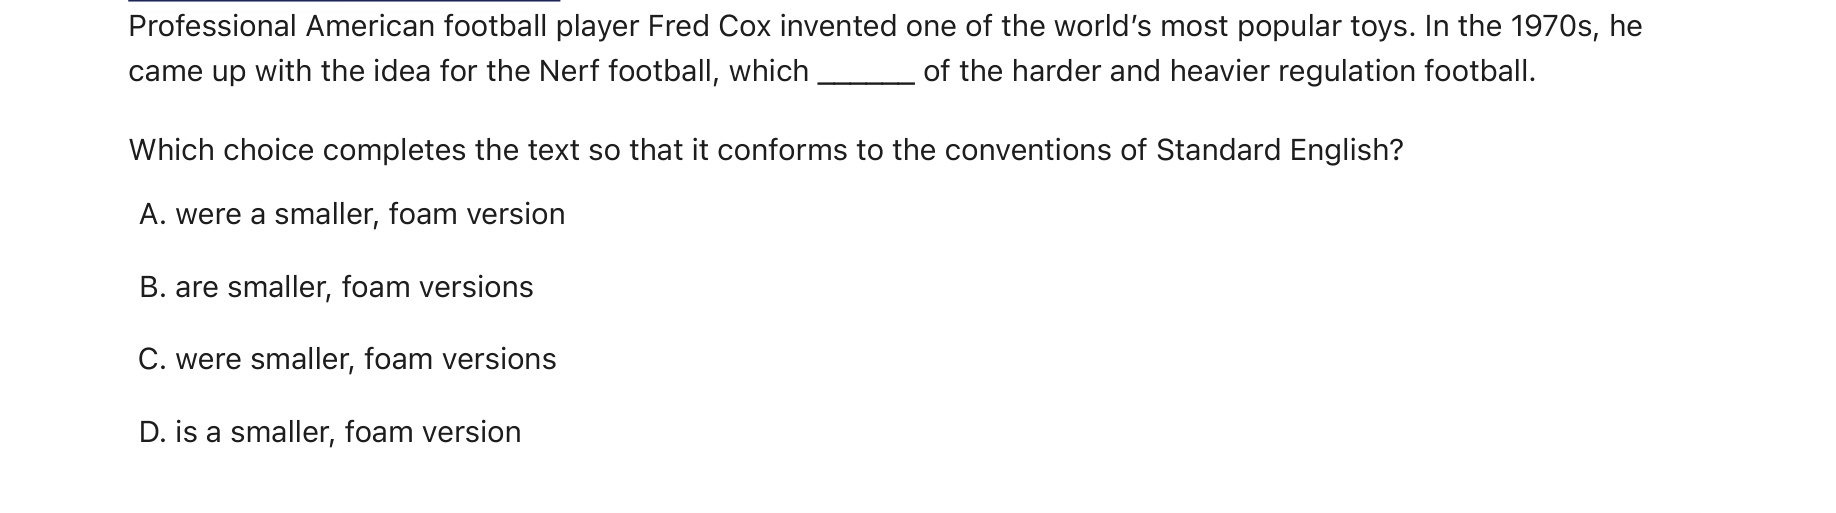 Professional American football player Fred Cox invented one of the world’s most popular toys. In the 1970s, he
came up with the idea for the Nerf football, which ______ of the harder and heavier regulation football.
Which choice completes the text so that it conforms to the conventions of Standard English?
A. were a smaller, foam version
B. are smaller, foam versions
C. were smaller, foam versions
D. is a smaller, foam version